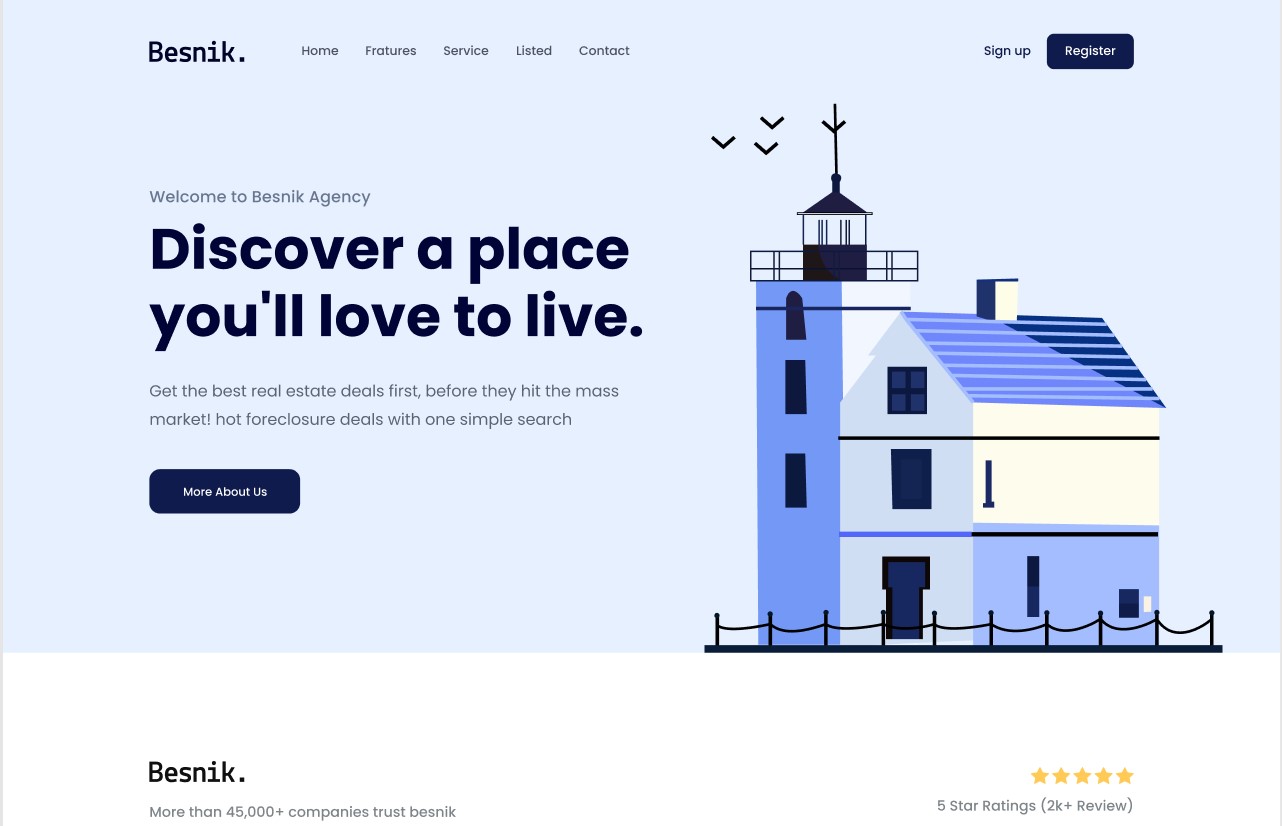 Besnik.
Home Fratures Service Listed Contact
Sign up Register
Welcome to Besnik Agency
Discover a place
you'll love to live.
Get the best real estate deals first, before they hit the mass
market! hot foreclosure deals with one simple search
More About Us
Besnik.
More than 45,000+ companies trust besnik
5 Star Ratings (2k+ Review)